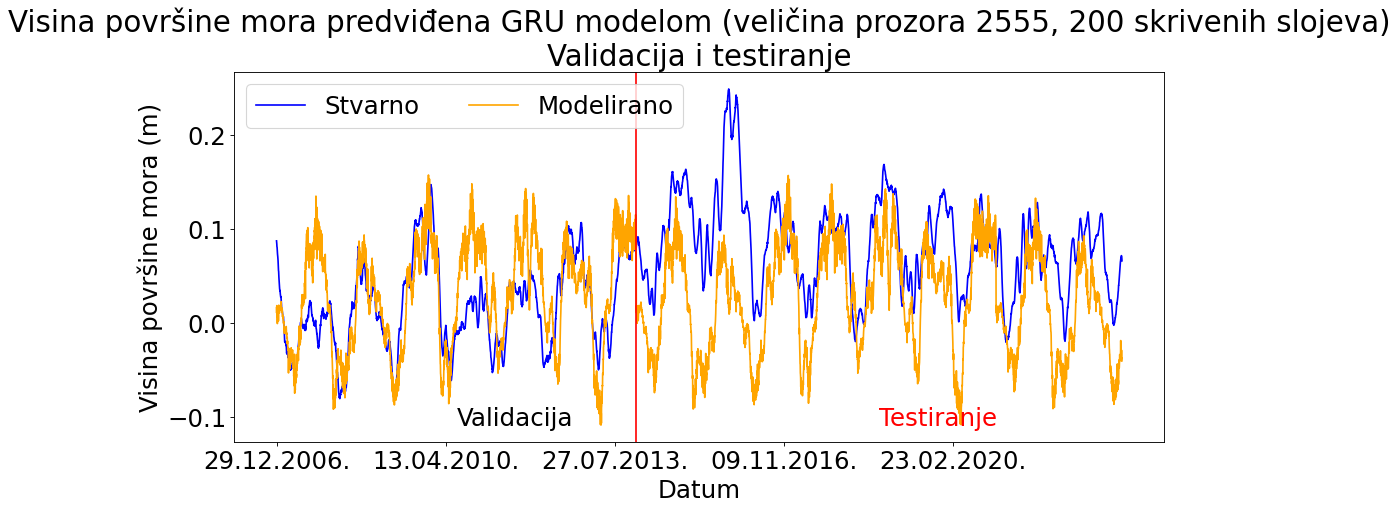 Visina površine mora predviđena GRU modelom (veličina prozora 2555, 200 skrivenih slojeva)
Validacija i testiranje
Stvarno
Modelirano
Visina površine mora (m)
0.2
0.1
0.0
−0.1
Validacija
Testiranje
29.12.2006.
13.04.2010.
27.07.2013.
09.11.2016.
23.02.2020.
Datum